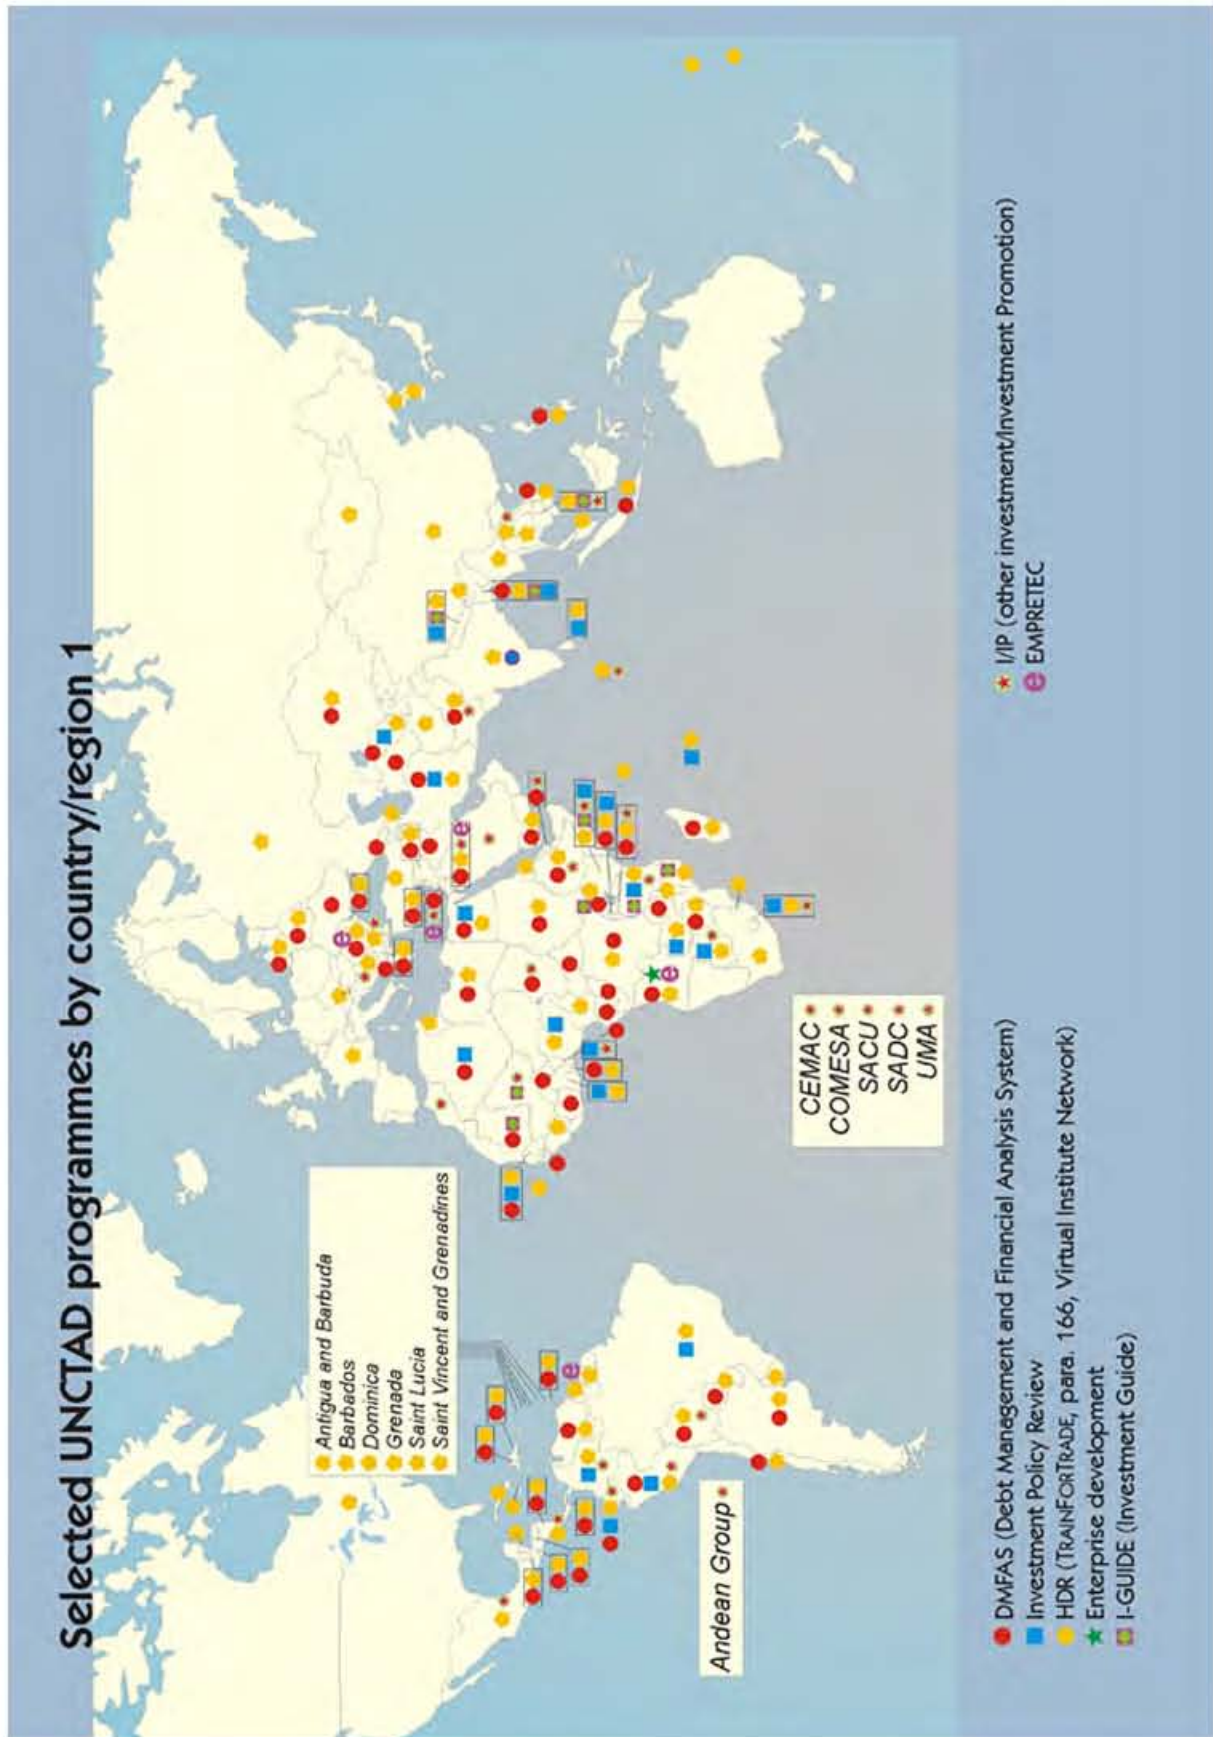 Selected UNCTAD programmes by country/region 1
Antigua and Barbuda
Barbados
Dominica
Grenada
Saint Lucia
Saint Vincent and Grenadines
Andean Group
CEMAC
COMESA
SACU
SADC
UMA
e
e
e
e
e
DMFAS (Debt Management and Financial Analysis System)
Investment Policy Review
HDR (TRAINFORTRADE, para. 166, Virtual Institute Network)
Enterprise development
I-GUIDE (Investment Guide)
I/IP (other investment/Investment Promotion)
e EMPRETEC